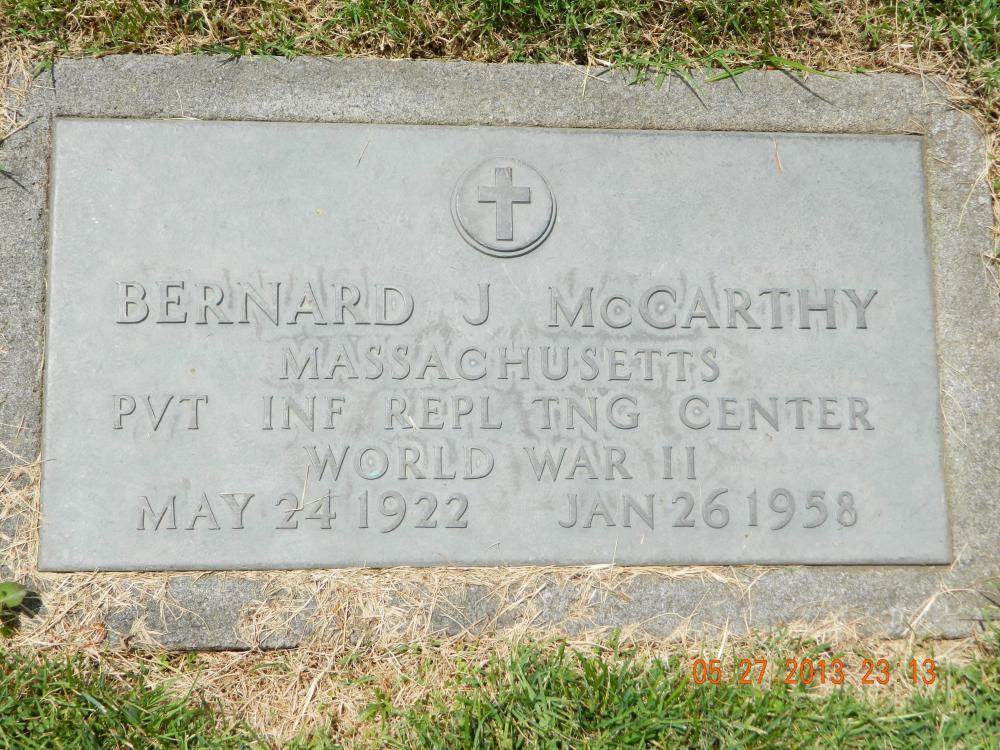 BERNARD J McCARTHY
MASSACHUSETTS
PVT INF REPL TNG CENTER
WORLD WAR II
MAY 24 1922 JAN 26 1958
05 27 2013 23 13